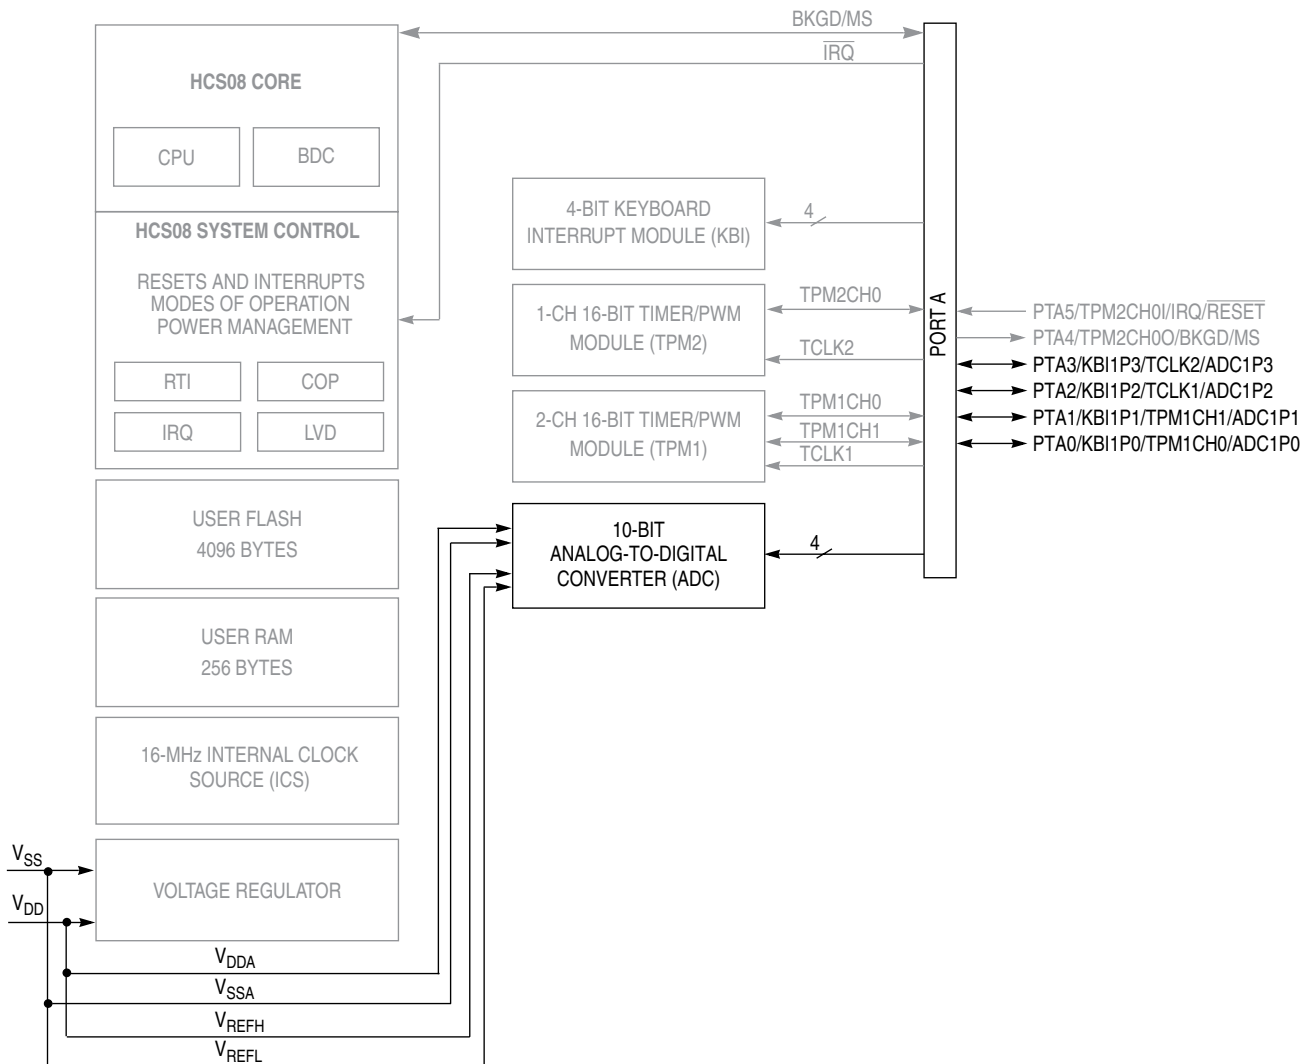 BKGD/MS
IRQ
HCS08 CORE
CPU
BDC
HCS08 SYSTEM CONTROL
RESETS AND INTERRUPTS
MODES OF OPERATION
POWER MANAGEMENT
RTI
COP
IRQ
LVD
USER FLASH
4096 BYTES
USER RAM
256 BYTES
16-MHz INTERNAL CLOCK
SOURCE (ICS)
VOLTAGE REGULATOR
VSS
VDD
VDDA
VSSA
VREFH
VREFL
4-BIT KEYBOARD
INTERRUPT MODULE (KBI)
4
1-CH 16-BIT TIMER/PWM
MODULE (TPM2)
TPM2CH0
TCLK2
2-CH 16-BIT TIMER/PWM
MODULE (TPM1)
TPM1CH0
TPM1CH1
TCLK1
10-BIT
ANALOG-TO-DIGITAL
CONVERTER (ADC)
4
PORT A
PTA5/TPM2CH0I/IRQ/RESET
PTA4/TPM2CH0O/BKGD/MS
PTA3/KBI1P3/TCLK2/ADC1P3
PTA2/KBI1P2/TCLK1/ADC1P2
PTA1/KBI1P1/TPM1CH1/ADC1P1
PTA0/KBI1P0/TPM1CH0/ADC1P0